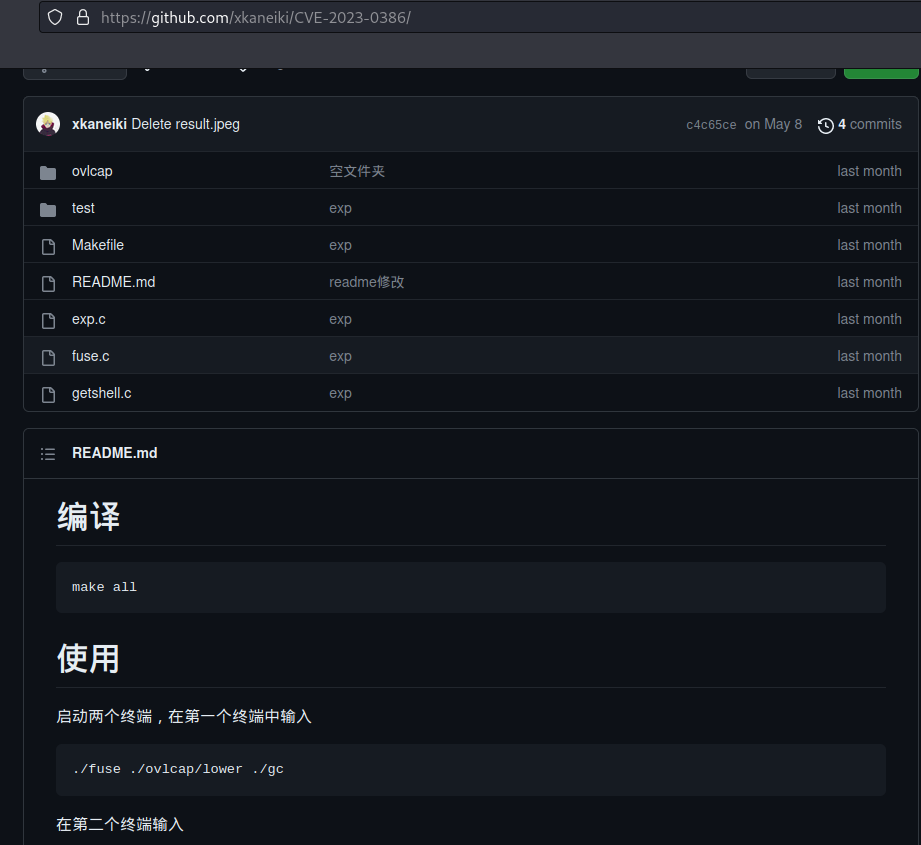 https://github.com/xkaneiki/CVE-2023-0386/
xkaneiki Delete result.jpeg c4c65ce on May 8 4 commits
ovlcap 空文件夹 last month
test exp last month
Makefile exp last month
README.md readme修改 last month
exp.c exp last month
fuse.c exp last month
getshell.c exp last month
README.md
编译
make all
使用
启动两个终端，在第一个终端中输入
./fuse ./ovlcap/lower ./gc
在第二个终端输入